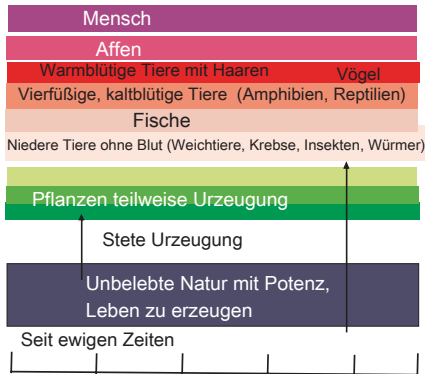 Mensch
Affen
Warmblütige Tiere mit Haaren
Vögel
Vierfüßige, kaltblütige Tiere (Amphibien, Reptilien)
Fische
Niedere Tiere ohne Blut (Weichtiere, Krebse, Insekten, Würmer)
Pflanzen teilweise Urzeugung
Stete Urzeugung
Unbelebte Natur mit Potenz,
Leben zu erzeugen
Seit ewigen Zeiten